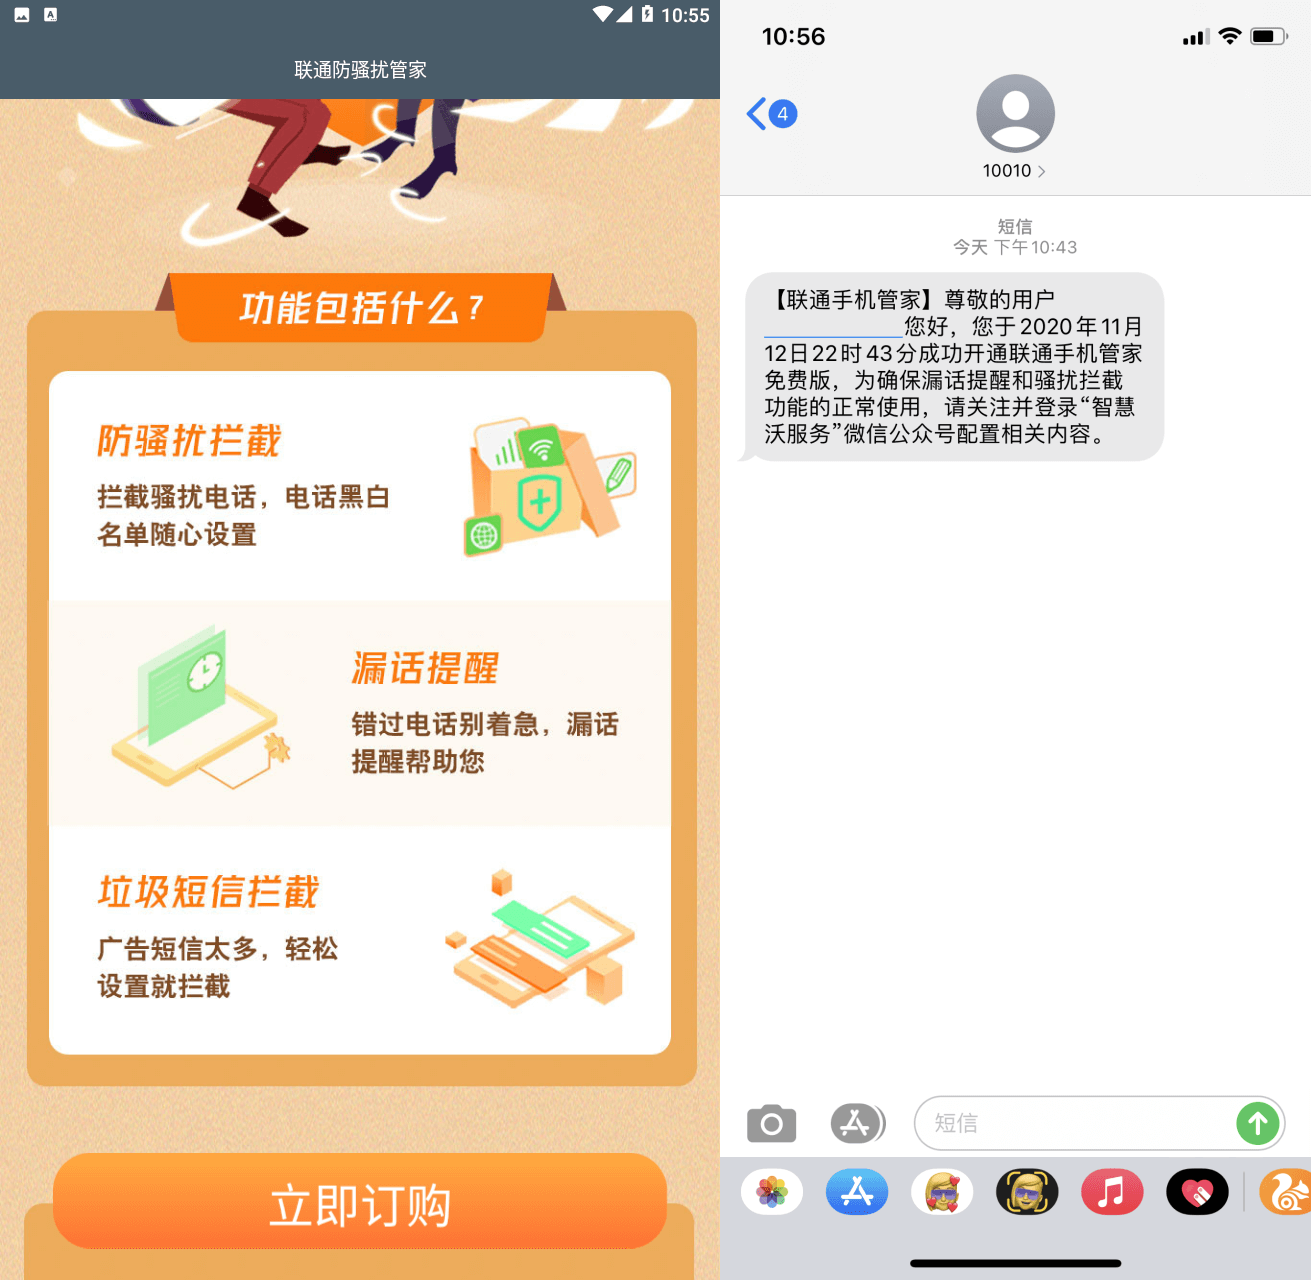 10:55
联通防骚扰管家
功能包括什么?
防骚扰拦截
拦截骚扰电话，电话黑白
名单随心设置
漏话提醒
错过电话别着急，漏话
提醒帮助您
垃圾短信拦截
广告短信太多，轻松
设置就拦截
立即订购
10:56
4
10010
短信
今天 下午10:43
【联通手机管家】尊敬的用户
您好，您于2020年11月
12日22时43分成功开通联通手机管家
免费版，为确保漏话提醒和骚扰拦截
功能的正常使用，请关注并登录“智慧
沃服务”微信公众号配置相关内容。
短信